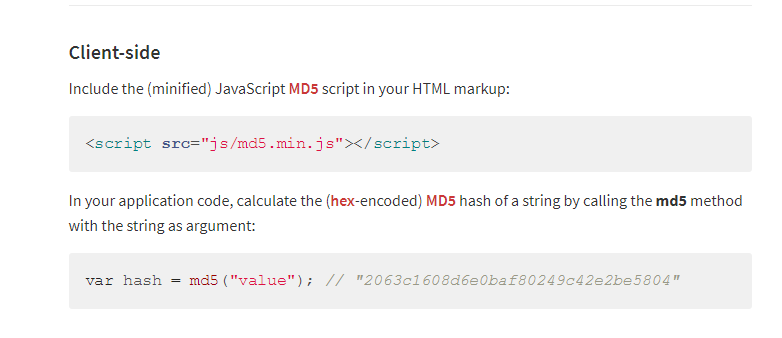 Client-side
Include the (minified) JavaScript MD5 script in your HTML markup:
<script src="js/md5.min.js"></script>
In your application code, calculate the (hex-encoded) MD5 hash of a string by calling the md5 method
with the string as argument:
var hash = md5("value"); // "2063c1608d6e0baf80249c42e2be5804"